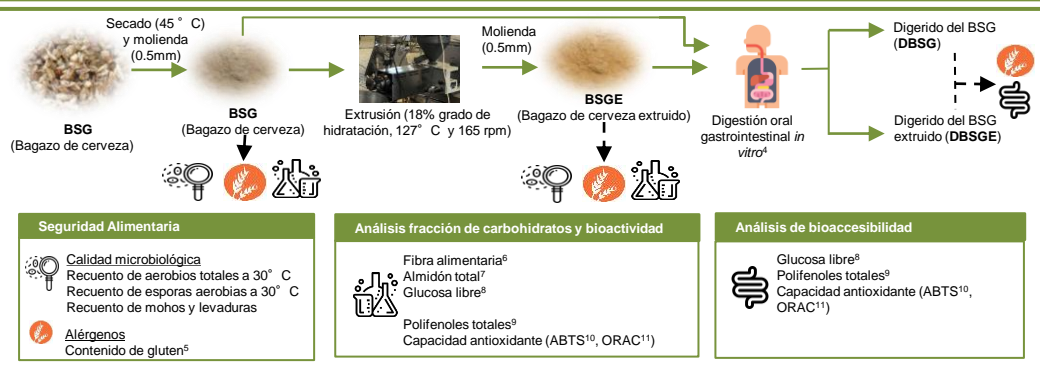 Secado (45° C)
y molienda
(0.5mm)
BSG
(Bagazo de cerveza)
BSG
(Bagazo de cerveza)
Extrusión (18% grado de
hidratación, 127° C y 165 rpm)
Molienda
(0.5mm)
BSGE
(Bagazo de cerveza extruido)
Digestión oral
gastrointestinal in
vitro⁴
Digerido del BSG
(DBSG)
Digerido del BSG
extruido (DBSGE)
Seguridad Alimentaria
Calidad microbiológica
Recuento de aerobios totales a 30° C
Recuento de esporas aerobias a 30° C
Recuento de mohos y levaduras
Alérgenos
Contenido de gluten⁵
Análisis fracción de carbohidratos y bioactividad
Fibra alimentaria⁶
Almidón total⁷
Glucosa libre⁸
Polifenoles totales⁹
Capacidad antioxidante (ABTS¹⁰, ORAC¹¹)
Análisis de bioaccesibilidad
Glucosa libre⁸
Polifenoles totales⁹
Capacidad antioxidante (ABTS¹⁰,
ORAC¹¹)